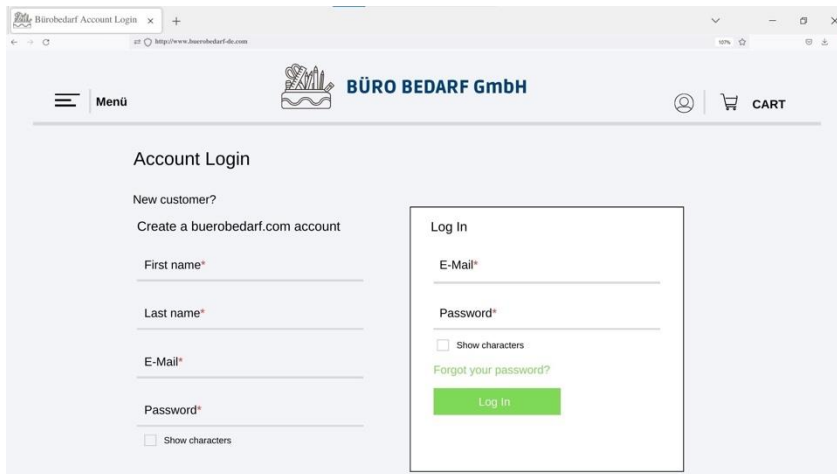 Bürobedarf Account Login
http://www.buerobedarf-de.com
107%
Menü
BÜRO BEDARF GmbH
CART
Account Login
New customer?
Create a buerobedarf.com account
First name*
Last name*
E-Mail*
Password*
Show characters
Log In
E-Mail*
Password*
Show characters
Forgot your password?
Log In